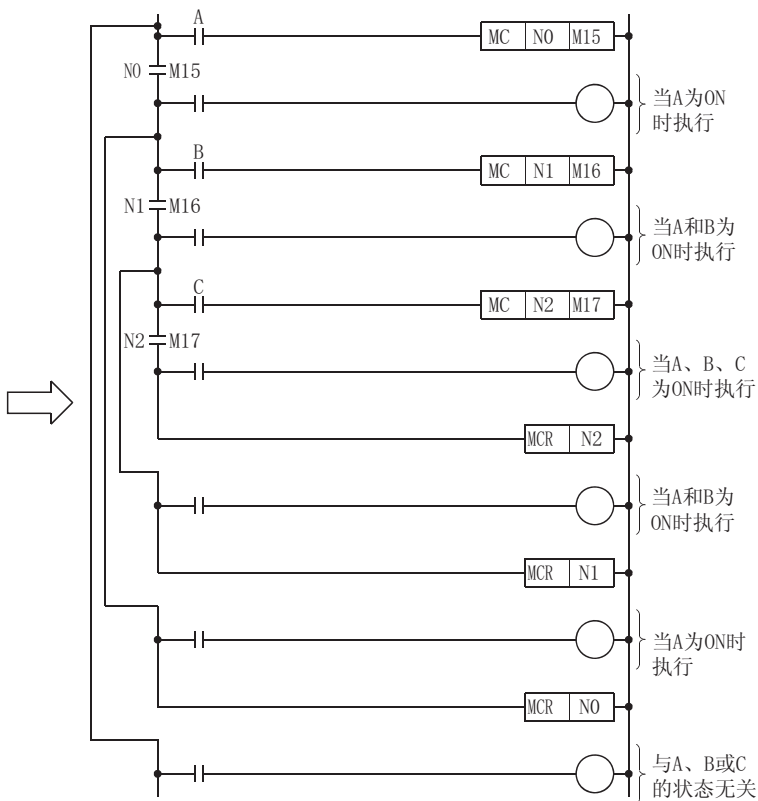 A
MC N0 M15
N0 M15
当A为ON
时执行
B
MC N1 M16
N1 M16
当A和B为
ON时执行
C
MC N2 M17
N2 M17
当A、B、C
为ON时执行
MCR N2
当A和B为
ON时执行
MCR N1
当A为ON时
执行
MCR N0
与A、B或C
的状态无关